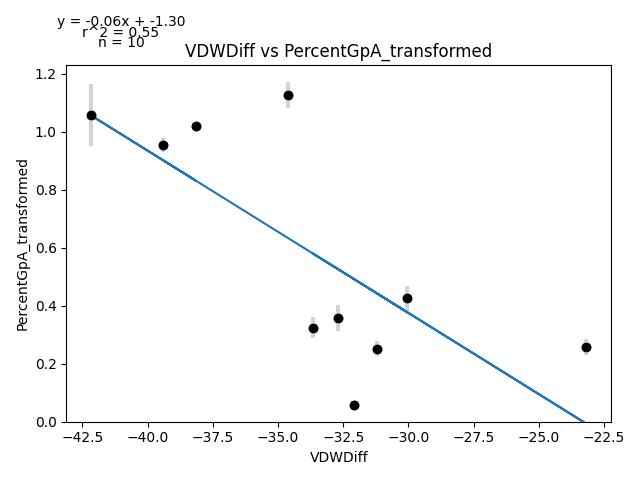 y = -0.06x + -1.30
r^2 = 0.55
n = 10
VDWDiff vs PercentGpA_transformed
PercentGpA_transformed
1.2
1.0
0.8
0.6
0.4
0.2
0.0
−42.5 −40.0 −37.5 −35.0 −32.5 −30.0 −27.5 −25.0 −22.5
VDWDiff